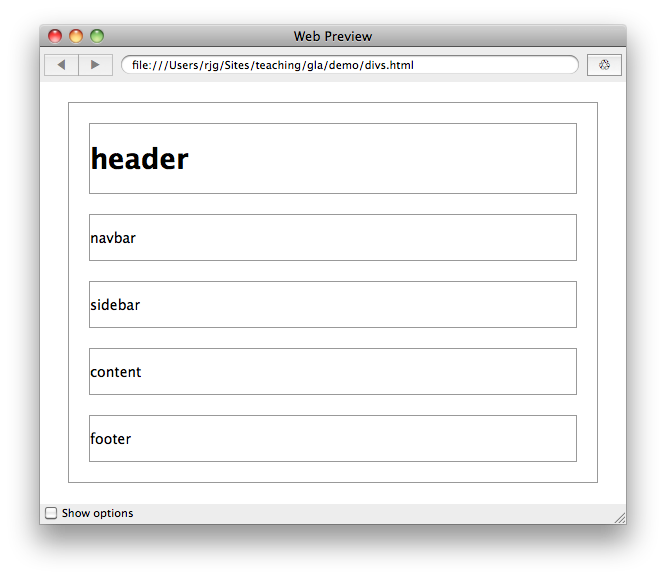 Web Preview
file:///Users/rjg/Sites/teaching/gla/demo/divs.html
header
navbar
sidebar
content
footer
Show options